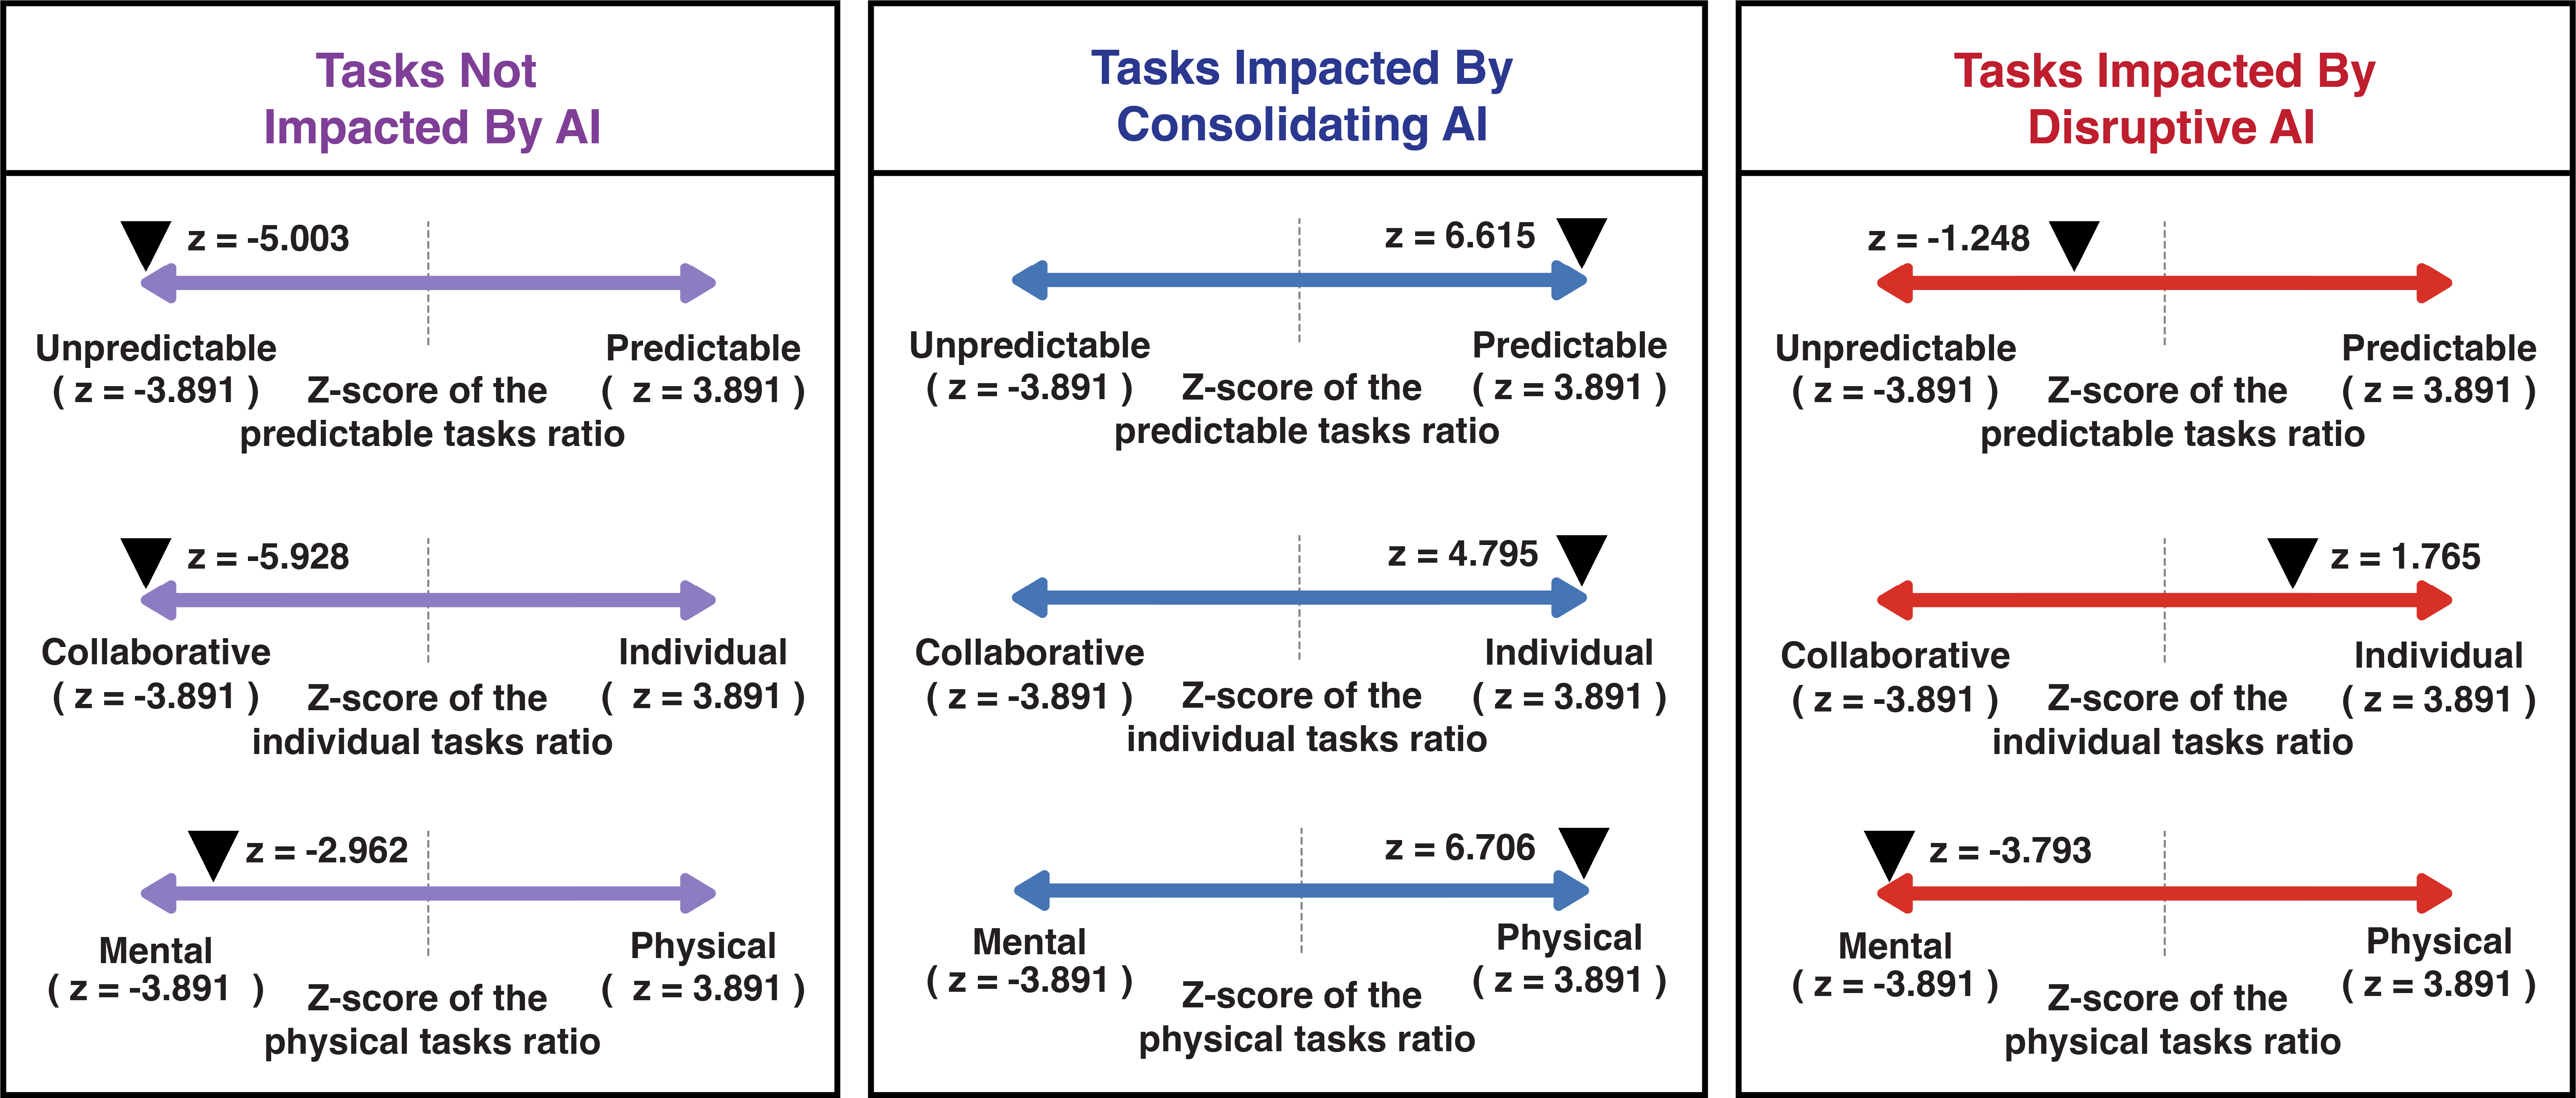 Tasks Not
Impacted By AI
z = -5.003
Unpredictable
( z = -3.891 )
Predictable
( z = 3.891 )
Z-score of the
predictable tasks ratio
z = -5.928
Collaborative
( z = -3.891 )
Individual
( z = 3.891 )
Z-score of the
individual tasks ratio
z = -2.962
Mental
( z = -3.891 )
Physical
( z = 3.891 )
Z-score of the
physical tasks ratio
Tasks Impacted By
Consolidating AI
z = 6.615
Unpredictable
( z = -3.891 )
Predictable
( z = 3.891 )
Z-score of the
predictable tasks ratio
z = 4.795
Collaborative
( z = -3.891 )
Individual
( z = 3.891 )
Z-score of the
individual tasks ratio
z = 6.706
Mental
( z = -3.891 )
Physical
( z = 3.891 )
Z-score of the
physical tasks ratio
Tasks Impacted By
Disruptive AI
z = -1.248
Unpredictable
( z = -3.891 )
Predictable
( z = 3.891 )
Z-score of the
predictable tasks ratio
z = 1.765
Collaborative
( z = -3.891 )
Individual
( z = 3.891 )
Z-score of the
individual tasks ratio
z = -3.793
Mental
( z = -3.891 )
Physical
( z = 3.891 )
Z-score of the
physical tasks ratio